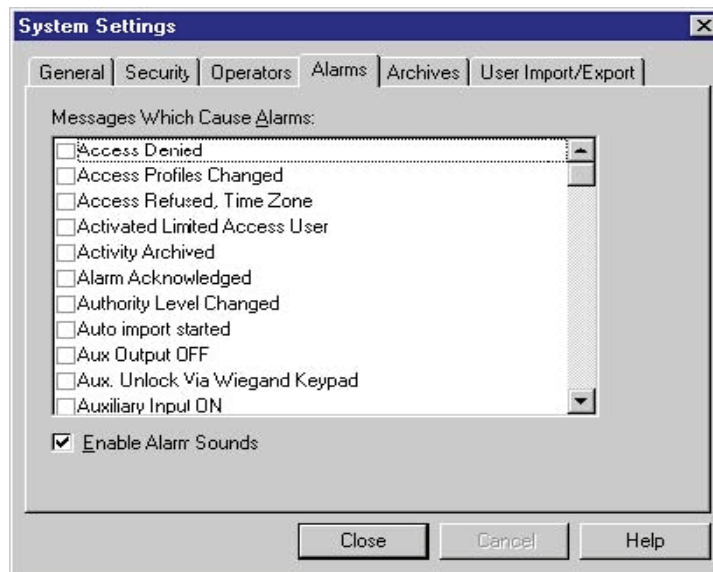 System Settings
General Security Operators Alarms Archives User Import/Export
Messages Which Cause Alarms:
Access Denied
Access Profiles Changed
Access Refused, Time Zone
Activated Limited Access User
Activity Archived
Alarm Acknowledged
Authority Level Changed
Auto import started
Aux Output OFF
Aux. Unlock Via Wiegand Keypad
Auxiliary Input ON
Enable Alarm Sounds
Close Cancel Help